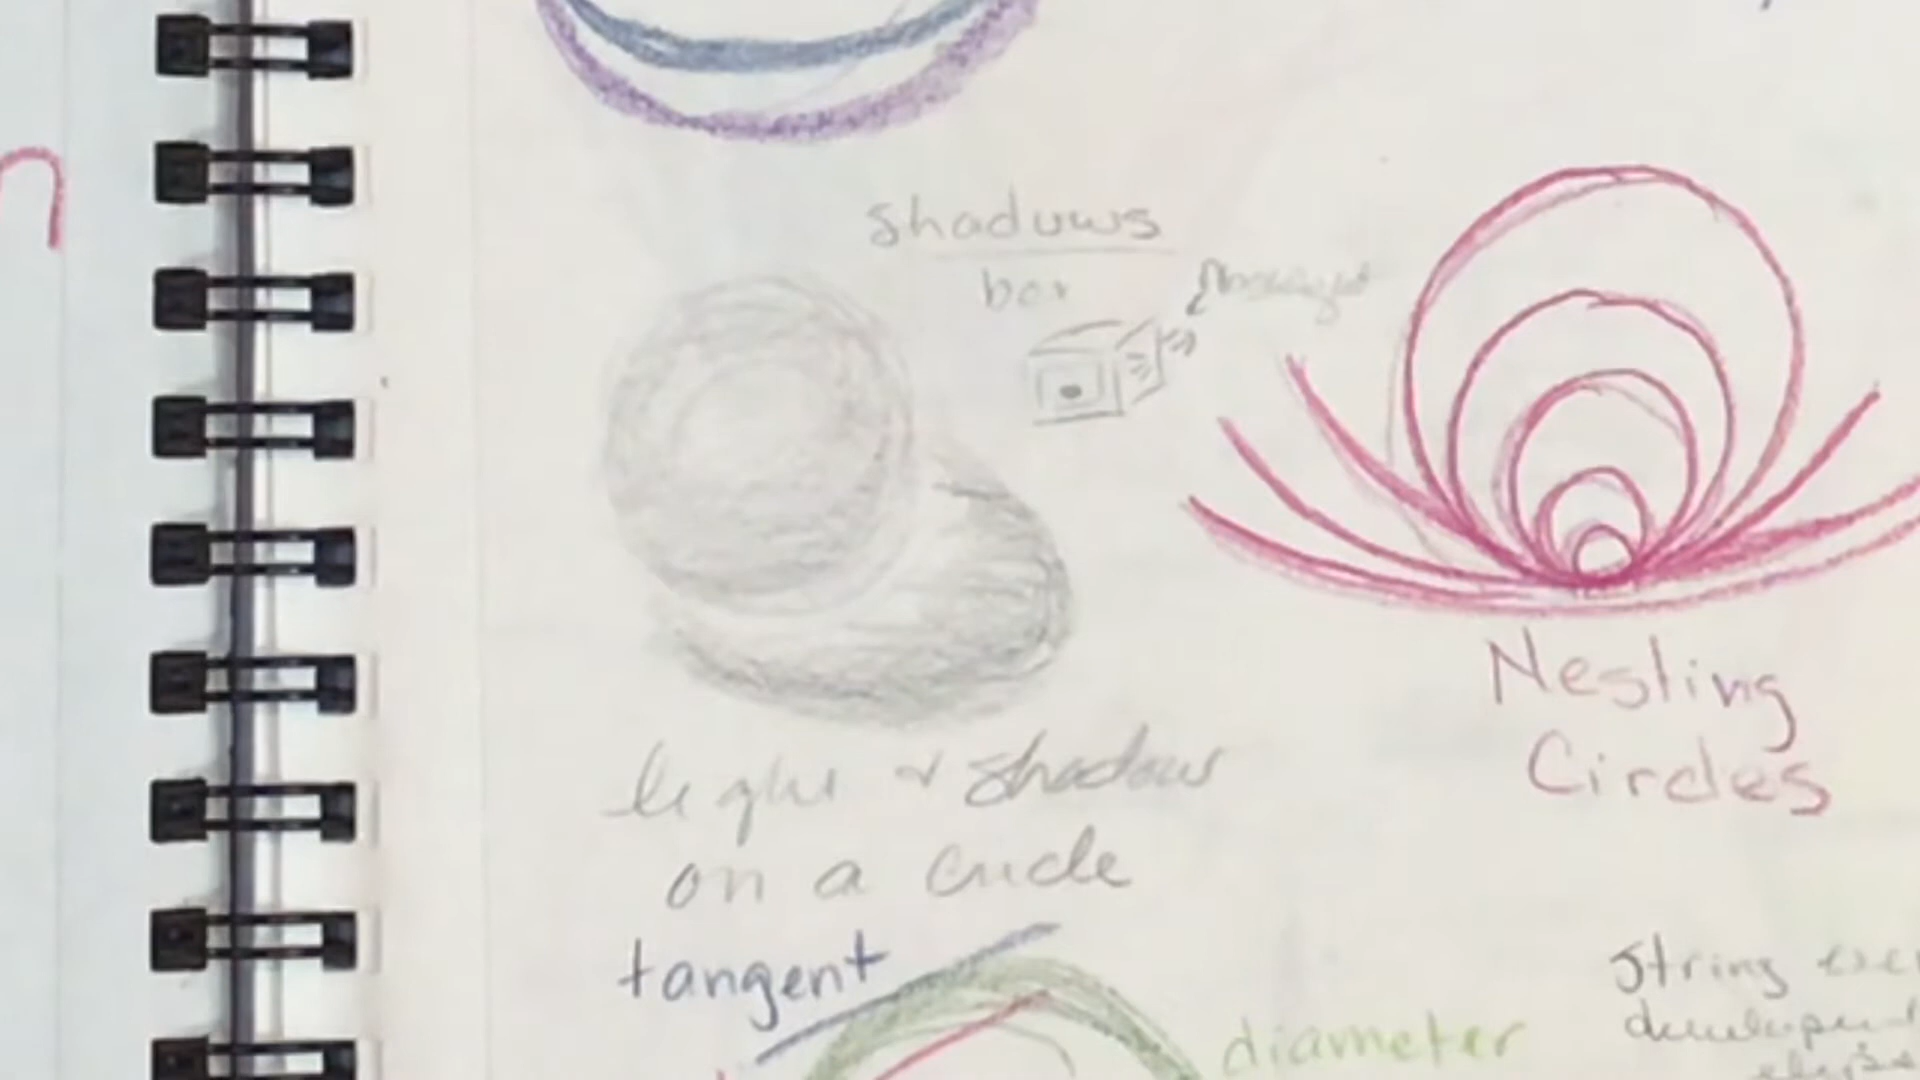 n
shadows
box
Nesting
Circles
light & shadow
on a circle
tangent
String
diameter